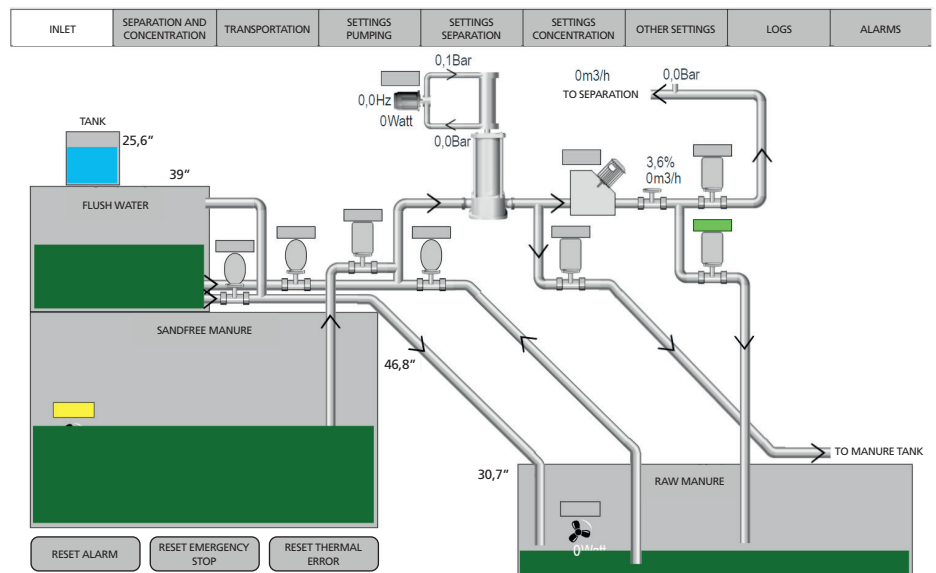 INLET
SEPARATION AND
CONCENTRATION
TRANSPORTATION
SETTINGS
PUMPING
SETTINGS
SEPARATION
SETTINGS
CONCENTRATION
OTHER SETTINGS
LOGS
ALARMS
0,1Bar
0,0Hz
0Watt
0,0Bar
0m3/h
0,0Bar
TO SEPARATION
TANK
25,6“
39”
FLUSH WATER
3,6%
0m3/h
SANDFREE MANURE
46,8”
TO MANURE TANK
30,7”
RAW MANURE
0Watt
RESET ALARM
RESET EMERGENCY
STOP
RESET THERMAL
ERROR